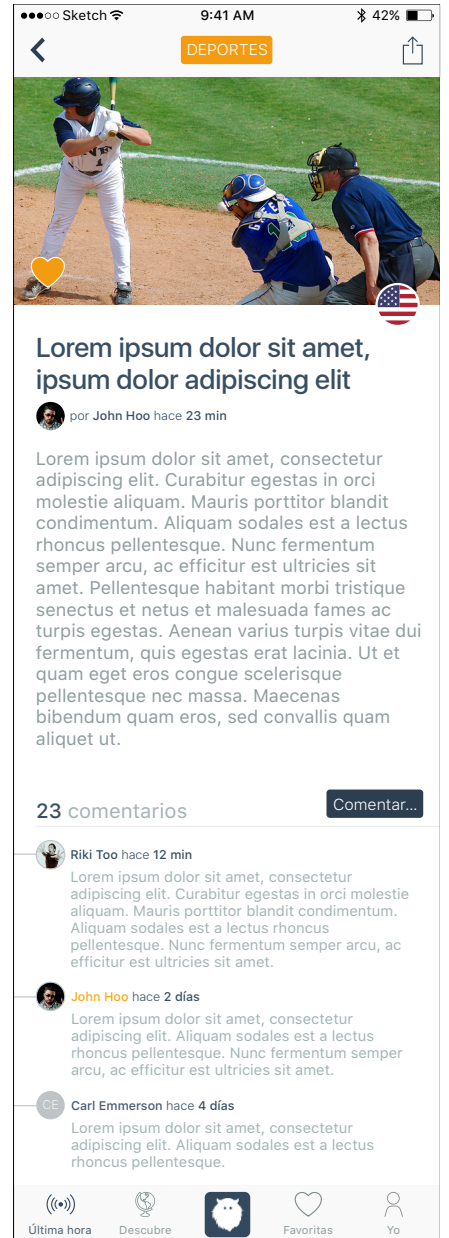 Sketch 9:41 AM 42%
DEPORTES
1
Lorem ipsum dolor sit amet,
ipsum dolor adipiscing elit
por John Hoo hace 23 min
Lorem ipsum dolor sit amet, consectetur
adipiscing elit. Curabitur egestas in orci
molestie aliquam. Mauris porttitor blandit
condimentum. Aliquam sodales est a lectus
rhoncus pellentesque. Nunc fermentum
semper arcu, ac efficitur est ultricies sit
amet. Pellentesque habitant morbi tristique
senectus et netus et malesuada fames ac
turpis egestas. Aenean varius turpis vitae dui
fermentum, quis egestas erat lacinia. Ut et
quam eget eros congue scelerisque
pellentesque nec massa. Maecenas
bibendum quam eros, sed convallis quam
aliquet ut.
23 comentarios
Comentar...
Riki Too hace 12 min
Lorem ipsum dolor sit amet, consectetur
adipiscing elit. Curabitur egestas in orci molestie
aliquam. Mauris porttitor blandit condimentum.
Aliquam sodales est a lectus rhoncus
pellentesque. Nunc fermentum semper arcu, ac
efficitur est ultricies sit amet.
John Hoo hace 2 días
Lorem ipsum dolor sit amet, consectetur
adipiscing elit. Aliquam sodales est a lectus
rhoncus pellentesque. Nunc fermentum semper
arcu, ac efficitur est ultricies sit amet.
CE Carl Emmerson hace 4 días
Lorem ipsum dolor sit amet, consectetur
adipiscing elit. Aliquam sodales est a lectus
rhoncus pellentesque.
Última hora Descubre Favoritas Yo